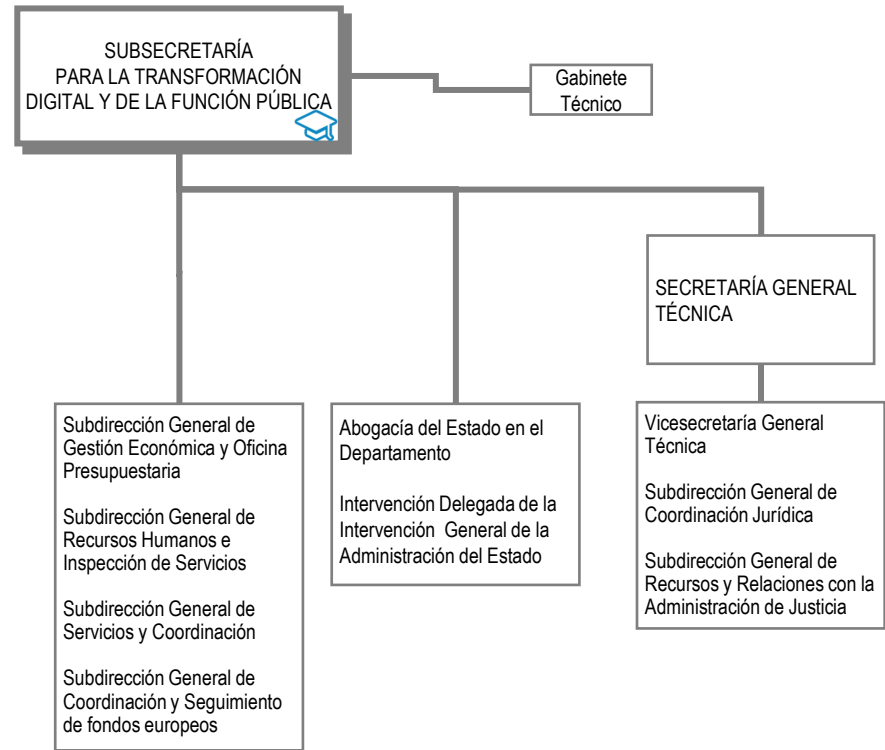 SUBSECRETARÍA
PARA LA TRANSFORMACIÓN
DIGITAL Y DE LA FUNCIÓN PÚBLICA
Gabinete
Técnico
SECRETARÍA GENERAL
TÉCNICA
Subdirección General de
Gestión Económica y Oficina
Presupuestaria
Subdirección General de
Recursos Humanos e
Inspección de Servicios
Subdirección General de
Servicios y Coordinación
Subdirección General de
Coordinación y Seguimiento
de fondos europeos
Abogacía del Estado en el
Departamento
Intervención Delegada de la
Intervención General de la
Administración del Estado
Vicesecretaría General
Técnica
Subdirección General de
Coordinación Jurídica
Subdirección General de
Recursos y Relaciones con la
Administración de Justicia